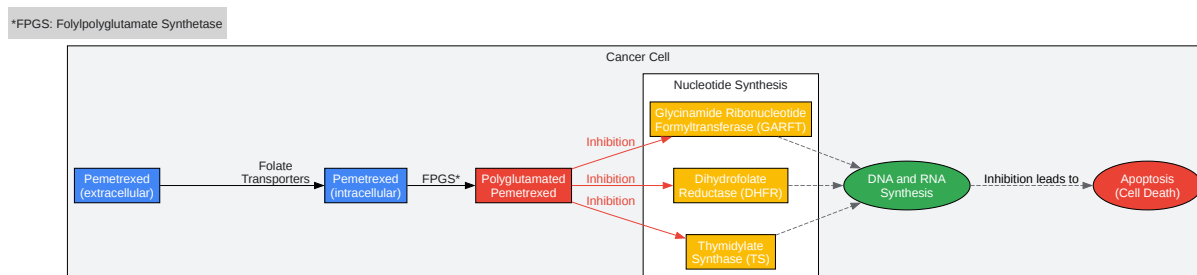 *FPGS: Folylpolyglutamate Synthetase
Cancer Cell
Nucleotide Synthesis
Pemetrexed
(extracellular)
Folate
Transporters
Pemetrexed
(intracellular)
FPGS*
Polyglutamated
Pemetrexed
Inhibition
Inhibition
Inhibition
Glycinamide Ribonucleotide
Formyltransferase (GARFT)
Dihydrofolate
Reductase (DHFR)
Thymidylate
Synthase (TS)
DNA and RNA
Synthesis
Inhibition leads to
Apoptosis
(Cell Death)